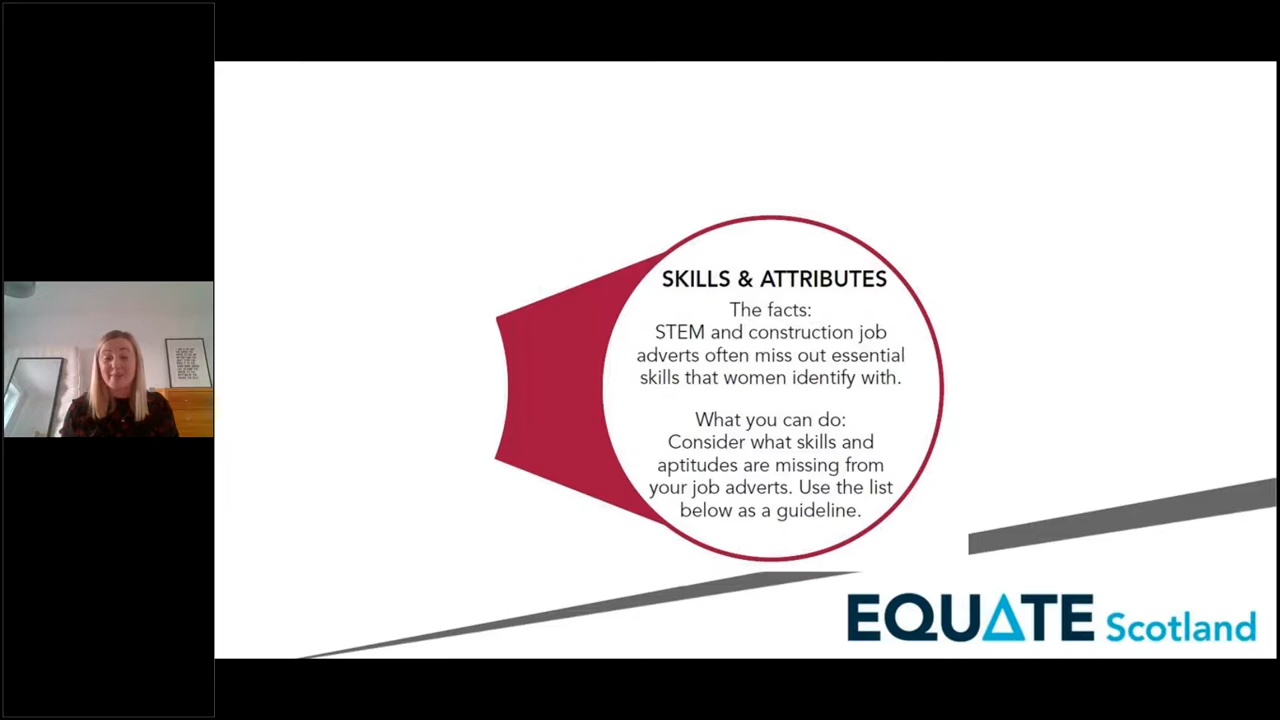 SKILLS & ATTRIBUTES
The facts:
STEM and construction job
adverts often miss out essential
skills that women identify with.
What you can do:
Consider what skills and
aptitudes are missing from
your job adverts. Use the list
below as a guideline.
EQUATE Scotland